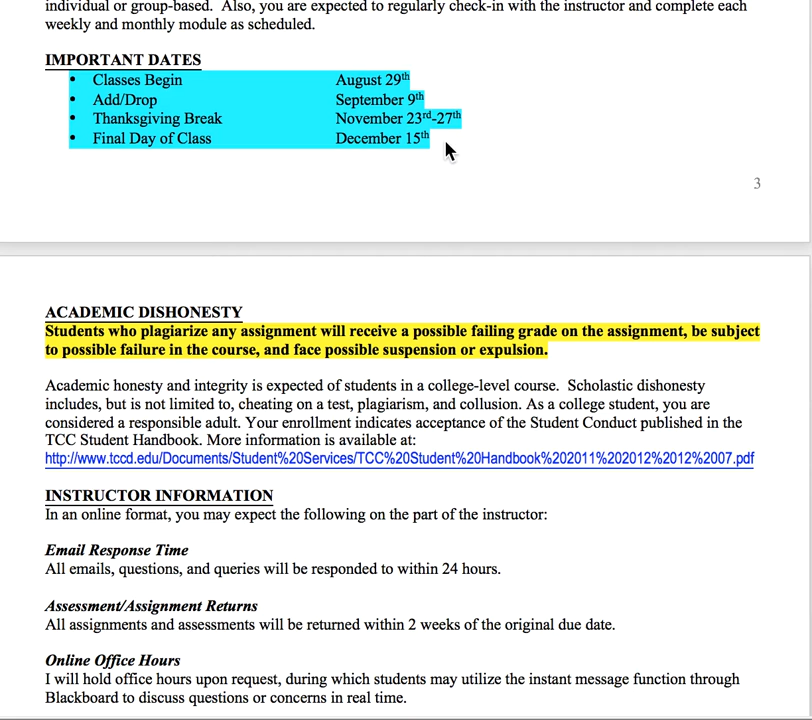 individual or group-based.  Also, you are expected to regularly check-in with the instructor and complete each
weekly and monthly module as scheduled.
IMPORTANT DATES
• Classes Begin August 29th
• Add/Drop September 9th
• Thanksgiving Break November 23rd-27th
• Final Day of Class December 15th
3
ACADEMIC DISHONESTY
Students who plagiarize any assignment will receive a possible failing grade on the assignment, be subject
to possible failure in the course, and face possible suspension or expulsion.
Academic honesty and integrity is expected of students in a college-level course.  Scholastic dishonesty
includes, but is not limited to, cheating on a test, plagiarism, and collusion. As a college student, you are
considered a responsible adult. Your enrollment indicates acceptance of the Student Conduct published in the
TCC Student Handbook. More information is available at:
http://www.tccd.edu/Documents/Student%20Services/TCC%20Student%20Handbook%202011%202012%2012%2007.pdf
INSTRUCTOR INFORMATION
In an online format, you may expect the following on the part of the instructor:
Email Response Time
All emails, questions, and queries will be responded to within 24 hours.
Assessment/Assignment Returns
All assignments and assessments will be returned within 2 weeks of the original due date.
Online Office Hours
I will hold office hours upon request, during which students may utilize the instant message function through
Blackboard to discuss questions or concerns in real time.